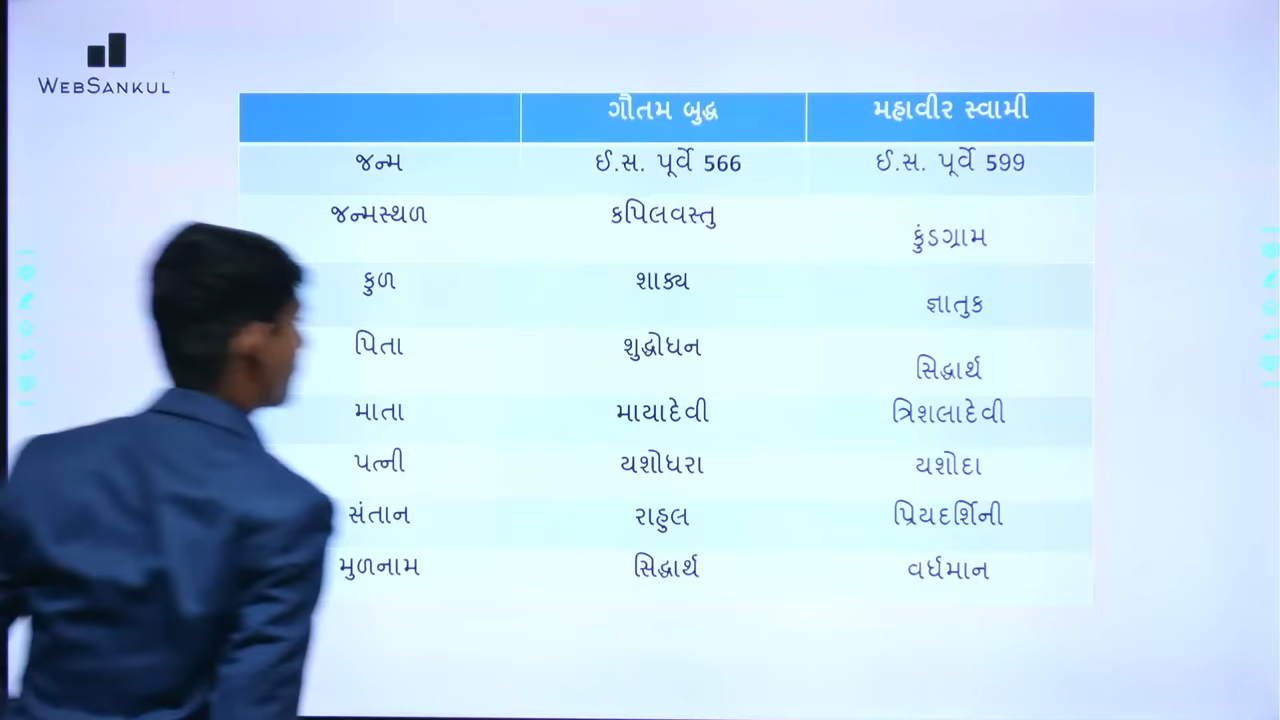 WEBSANKUL
ગૌતમ બુદ્ધ મહાવીર સ્વામી
જન્મ ઈ.સ. પૂર્વે 566 ઈ.સ. પૂર્વે 599
જન્મસ્થળ કપિલવસ્તુ કુંડગ્રામ
કુળ શાક્ય જ્ઞાતુક
પિતા શુદ્ધોધન સિદ્ધાર્થ
માતા માયાદેવી ત્રિશલાદેવી
પત્ની યશોધરા યશોદા
સંતાન રાહુલ પ્રિયદર્શિની
મુળનામ સિદ્ધાર્થ વર્ધમાન